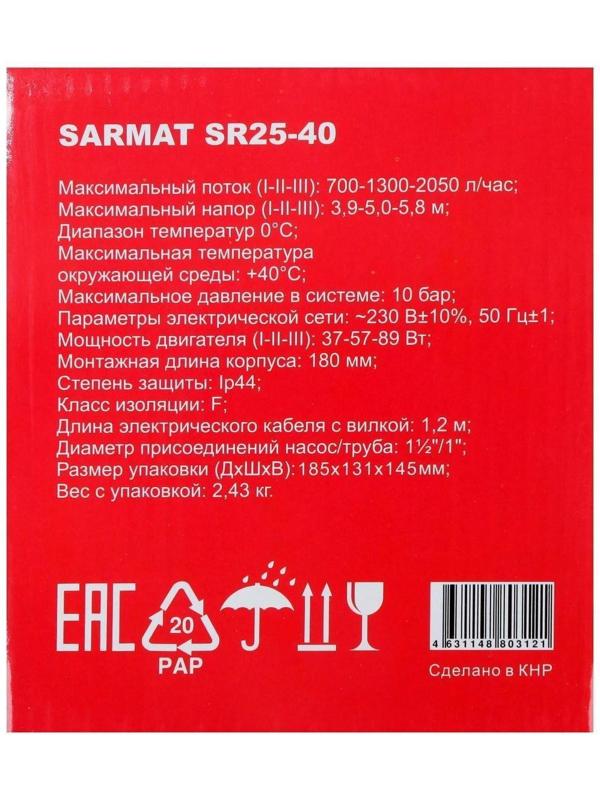 SARMAT SR25-40
Максимальный поток (I-II-III): 700-1300-2050 л/час;
Максимальный напор (I-II-III): 3,9-5,0-5,8 м;
Диапазон температур 0°C;
Максимальная температура
окружающей среды: +40°C;
Максимальное давление в системе: 10 бар;
Параметры электрической сети: ~230 В±10%, 50 Гц±1;
Мощность двигателя (I-II-III): 37-57-89 Вт;
Монтажная длина корпуса: 180 мм;
Степень защиты: Ip44;
Класс изоляции: F;
Длина электрического кабеля с вилкой: 1,2 м;
Диаметр присоединений насос/труба: 1½"/1";
Размер упаковки (ДхШхВ): 185х131х145мм;
Вес с упаковкой: 2,43 кг.
EAC
20
PAP
4 631148 803121
Сделано в КНР